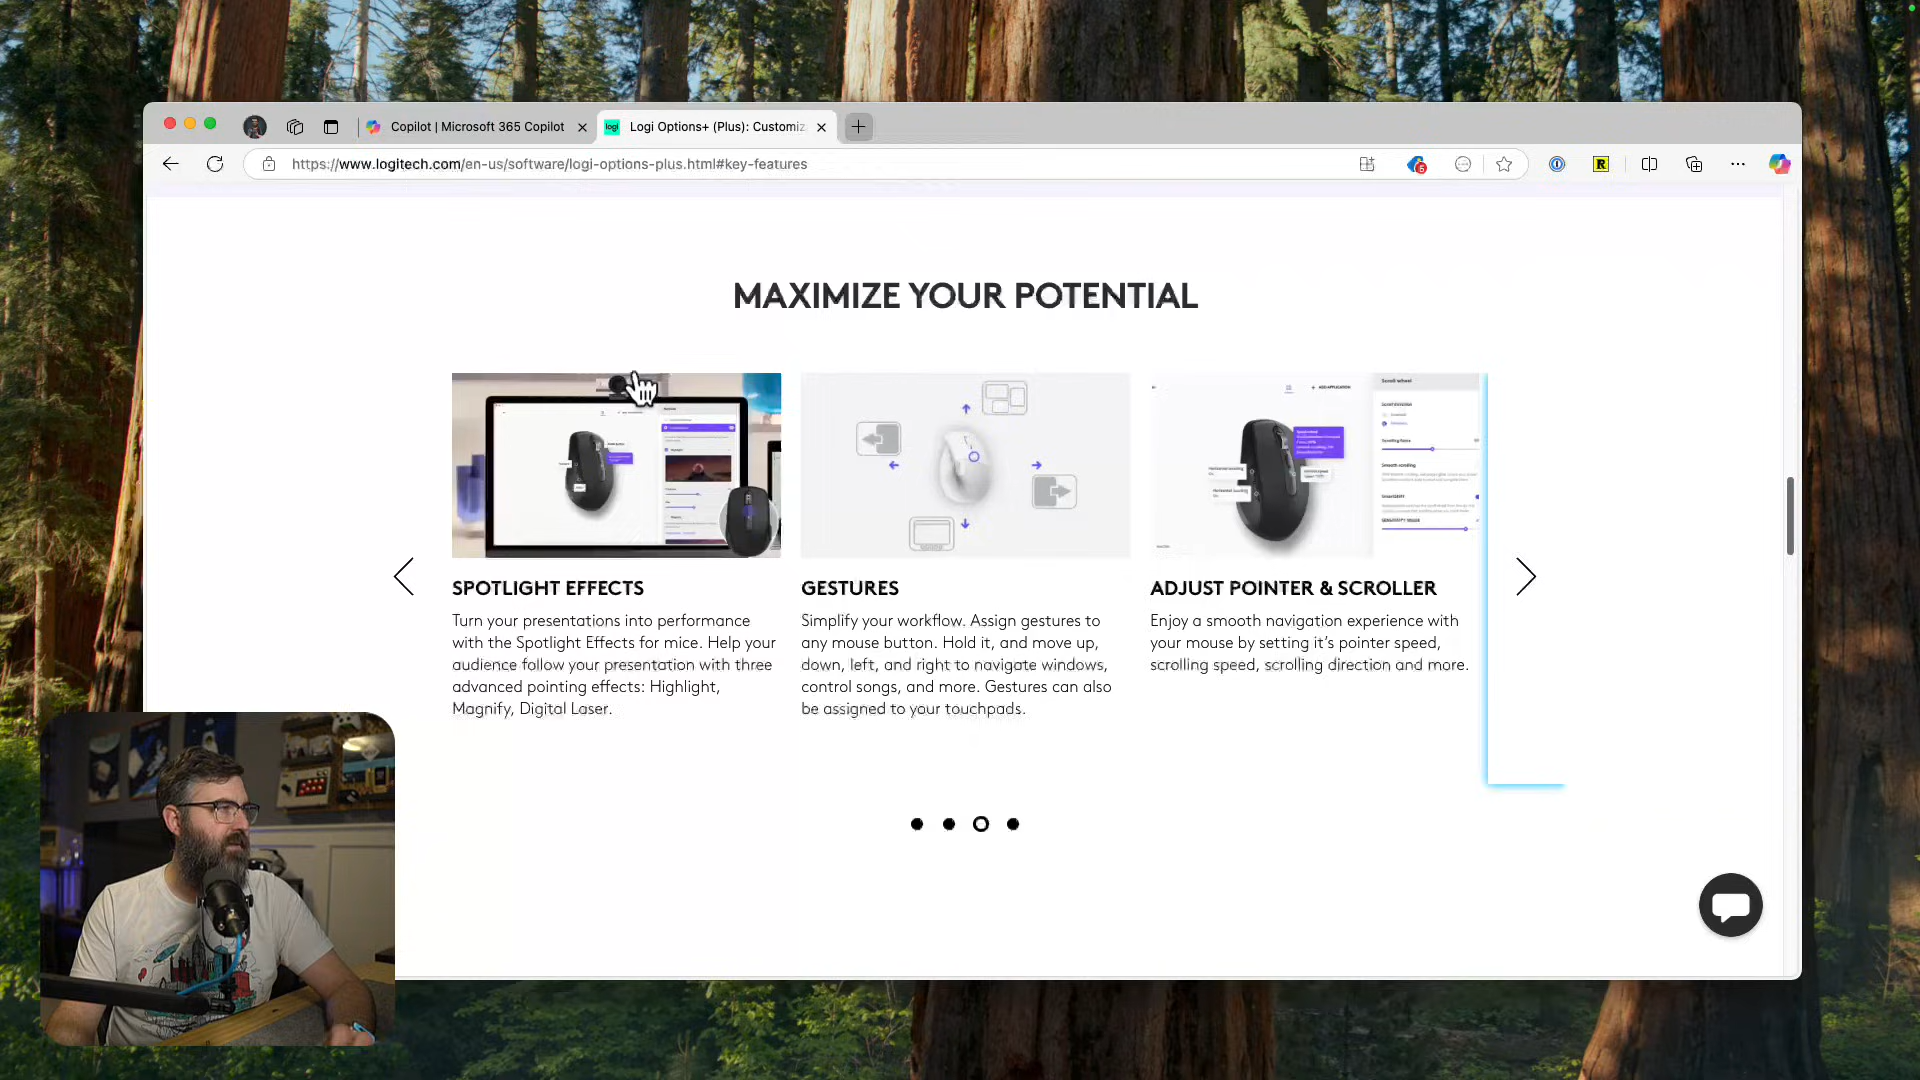 Copilot | Microsoft 365 Copilot
logi
Logi Options+ (Plus): Customiz
https://www.logitech.com/en-us/software/logi-options-plus.html#key-features
5
R
MAXIMIZE YOUR POTENTIAL
Scroll wheel
SPOTLIGHT EFFECTS
Turn your presentations into performance
with the Spotlight Effects for mice. Help your
audience follow your presentation with three
advanced pointing effects: Highlight,
Magnify, Digital Laser.
GESTURES
Simplify your workflow. Assign gestures to
any mouse button. Hold it, and move up,
down, left, and right to navigate windows,
control songs, and more. Gestures can also
be assigned to your touchpads.
ADJUST POINTER & SCROLLER
Enjoy a smooth navigation experience with
your mouse by setting it’s pointer speed,
scrolling speed, scrolling direction and more.